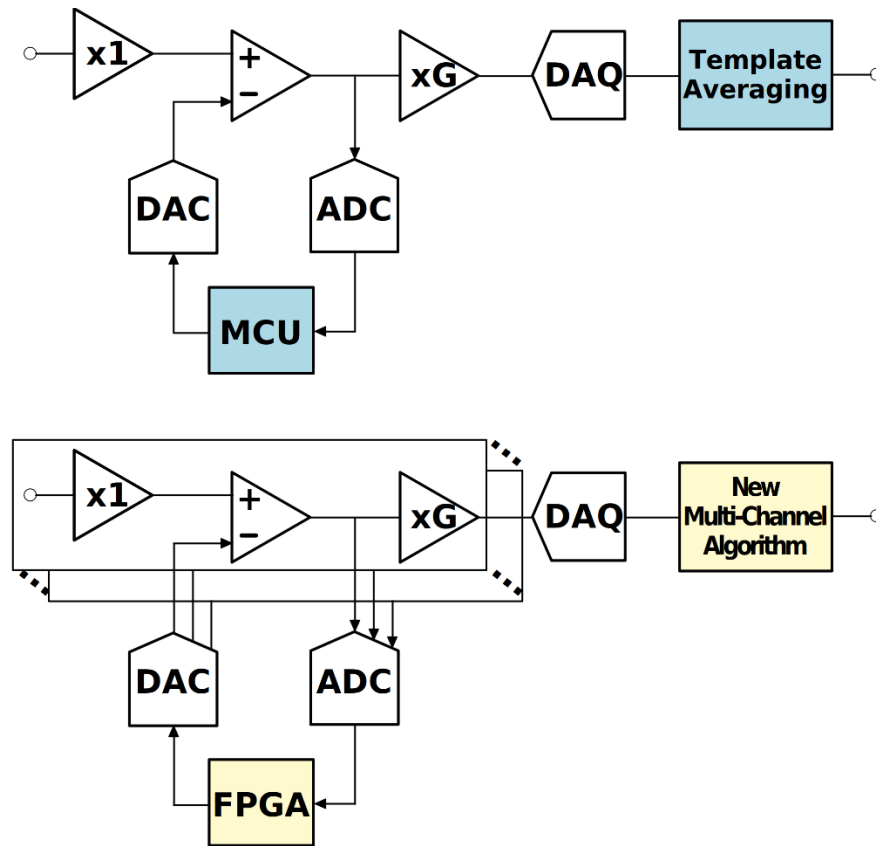 x1
+
−
xG
DAQ
Template
Averaging
DAC
ADC
MCU
x1
+
−
xG
DAQ
New
Multi-Channel
Algorithm
DAC
ADC
FPGA